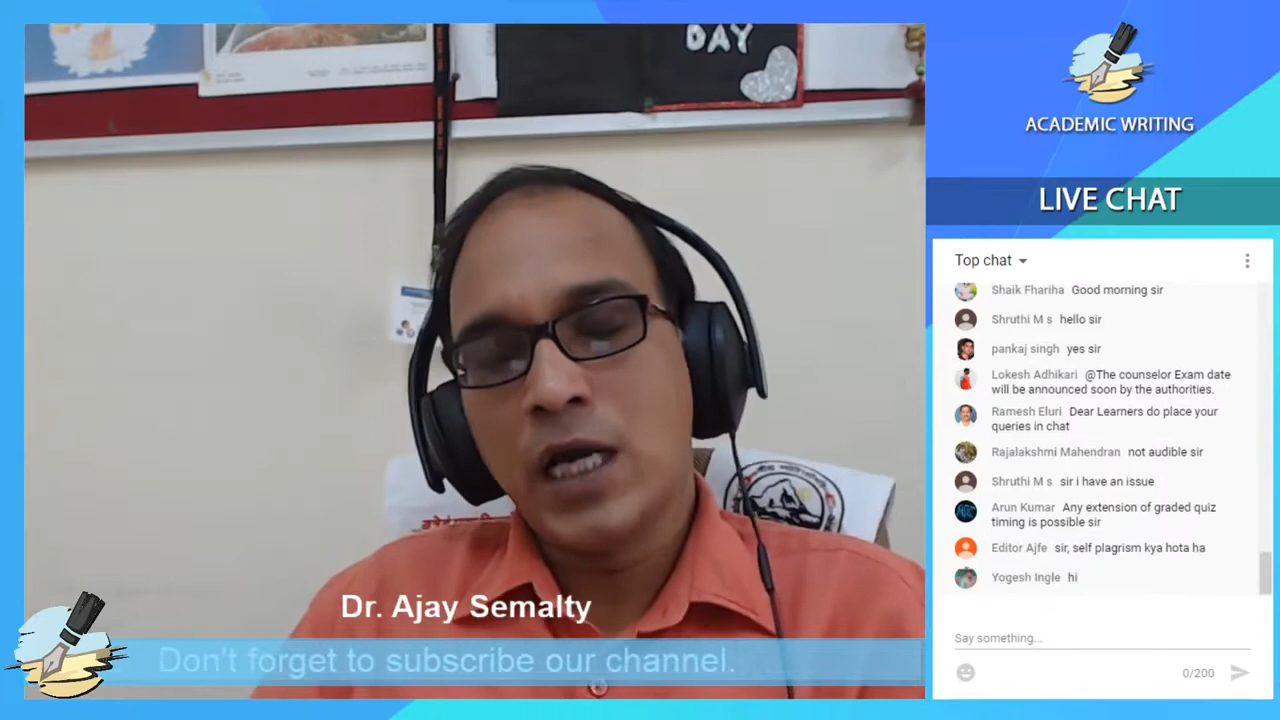 DAY
Dr. Ajay Semalty
Don't forget to subscribe our channel.
ACADEMIC WRITING
LIVE CHAT
Top chat
Shaik Fhariha Good morning sir
Shruthi M s hello sir
pankaj singh yes sir
Lokesh Adhikari @The counselor Exam date
will be announced soon by the authorities.
Ramesh Eluri Dear Learners do place your
queries in chat
Rajalakshmi Mahendran not audible sir
Shruthi M s sir i have an issue
Arun Kumar Any extension of graded quiz
timing is possible sir
Editor Ajfe sir, self plagrism kya hota ha
Yogesh Ingle hi
Say something...
0/200